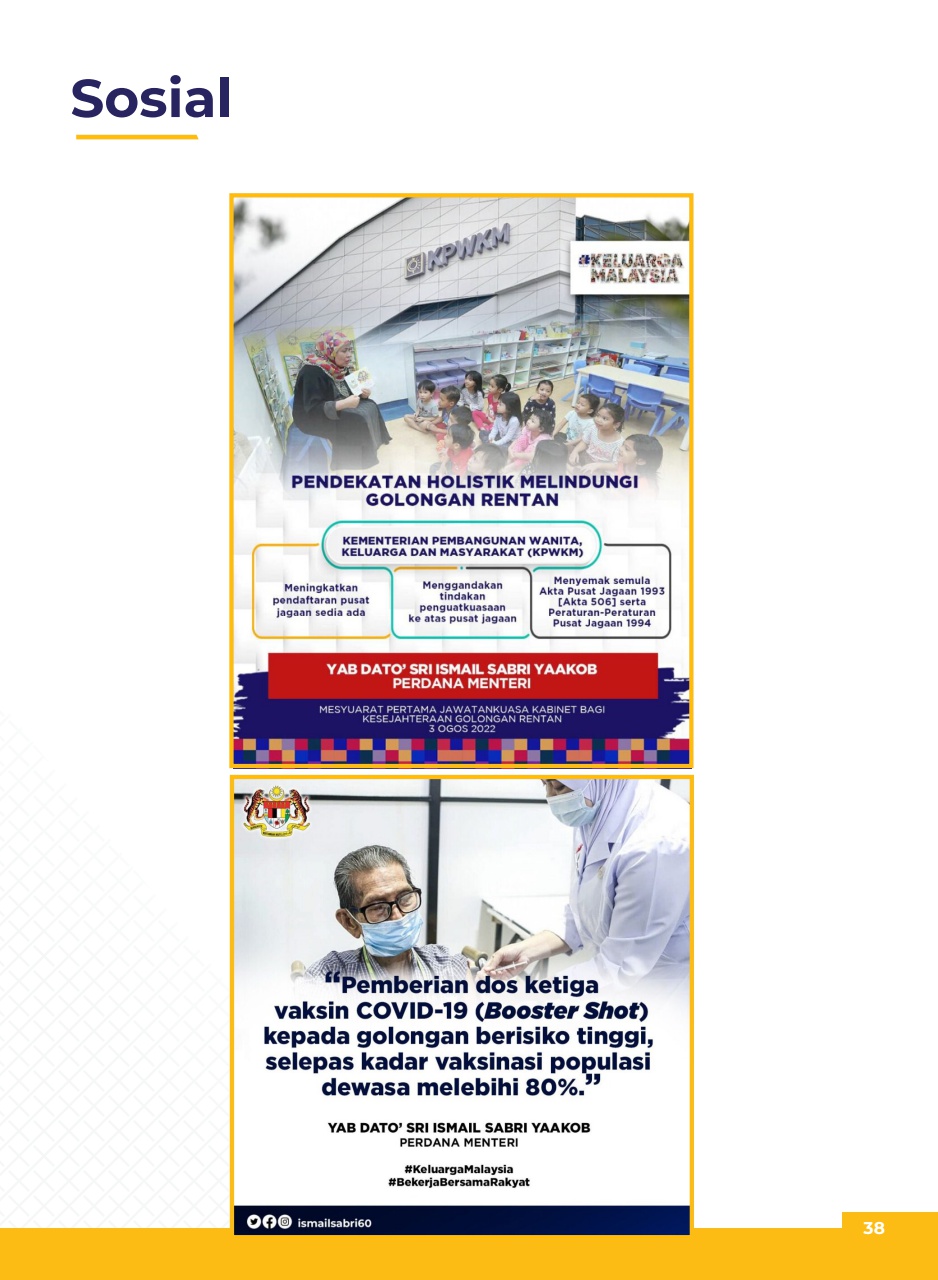 Sosial
KPWKM
#KELUARGA
MALAYSIA
PENDEKATAN HOLISTIK MELINDUNGI
GOLONGAN RENTAN
KEMENTERIAN PEMBANGUNAN WANITA,
KELUARGA DAN MASYARAKAT (KPWKM)
Meningkatkan
pendaftaran pusat
jagaan sedia ada
Menggandakan
tindakan
penguatkuasaan
ke atas pusat jagaan
Menyemak semula
Akta Pusat Jagaan 1993
[Akta 506] serta
Peraturan-Peraturan
Pusat Jagaan 1994
YAB DATO’ SRI ISMAIL SABRI YAAKOB
PERDANA MENTERI
MESYUARAT PERTAMA JAWATANKUASA KABINET BAGI
KESEJAHTERAAN GOLONGAN RENTAN
3 OGOS 2022
“Pemberian dos ketiga
vaksin COVID-19 (Booster Shot)
kepada golongan berisiko tinggi,
selepas kadar vaksinasi populasi
dewasa melebihi 80%.”
YAB DATO’ SRI ISMAIL SABRI YAAKOB
PERDANA MENTERI
#KeluargaMalaysia
#BekerjaBersamaRakyat
ismailsabri60
38